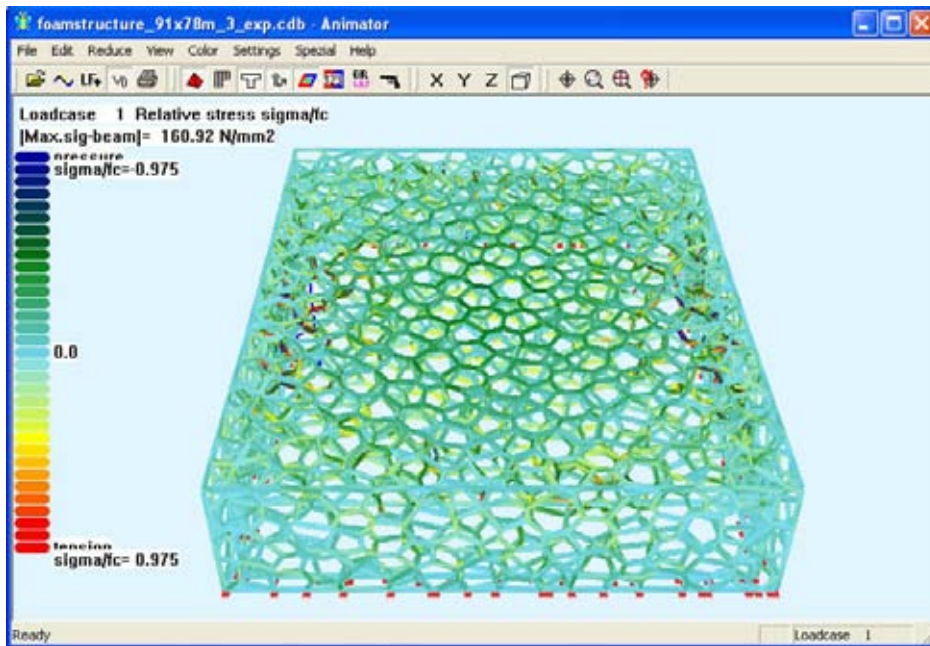 foamstructure_91x78m_3_exp.cdb - Animator
File Edit Reduce View Color Settings Spezial Help
LF+
X Y Z
Loadcase 1 Relative stress sigma/fc
|Max.sig-beam|= 160.92 N/mm2
pressure
sigma/fc=-0.975
0.0
tension
sigma/fc= 0.975
Ready
Loadcase 1